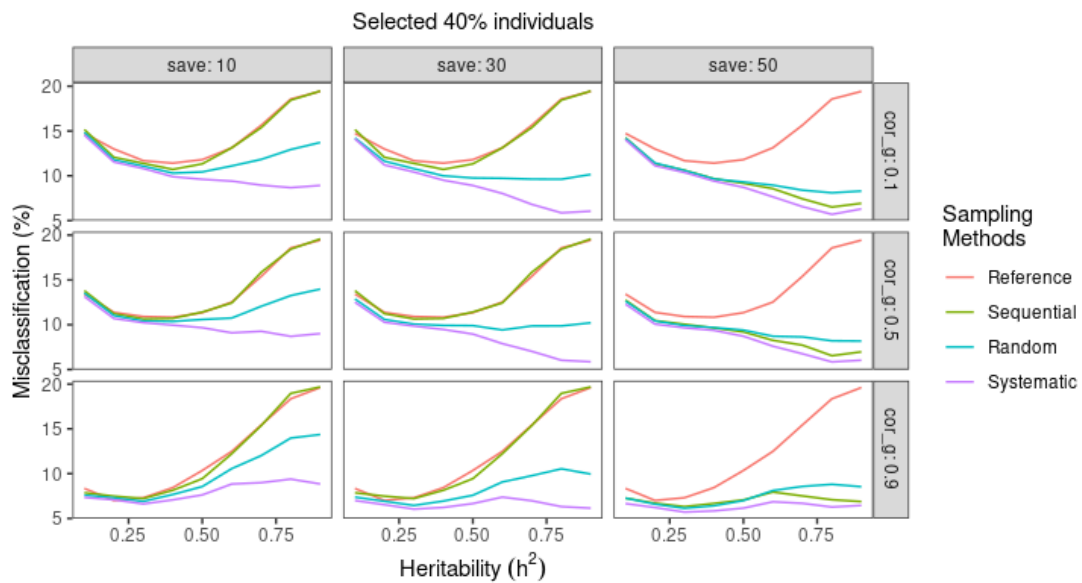 Selected 40% individuals
save: 10
save: 30
save: 50
20
15
10
5
cor_g: 0.1
20
15
10
5
cor_g: 0.5
20
15
10
5
cor_g: 0.9
Misclassification (%)
0.25 0.50 0.75
0.25 0.50 0.75
0.25 0.50 0.75
Heritability (h²)
Sampling
Methods
Reference
Sequential
Random
Systematic